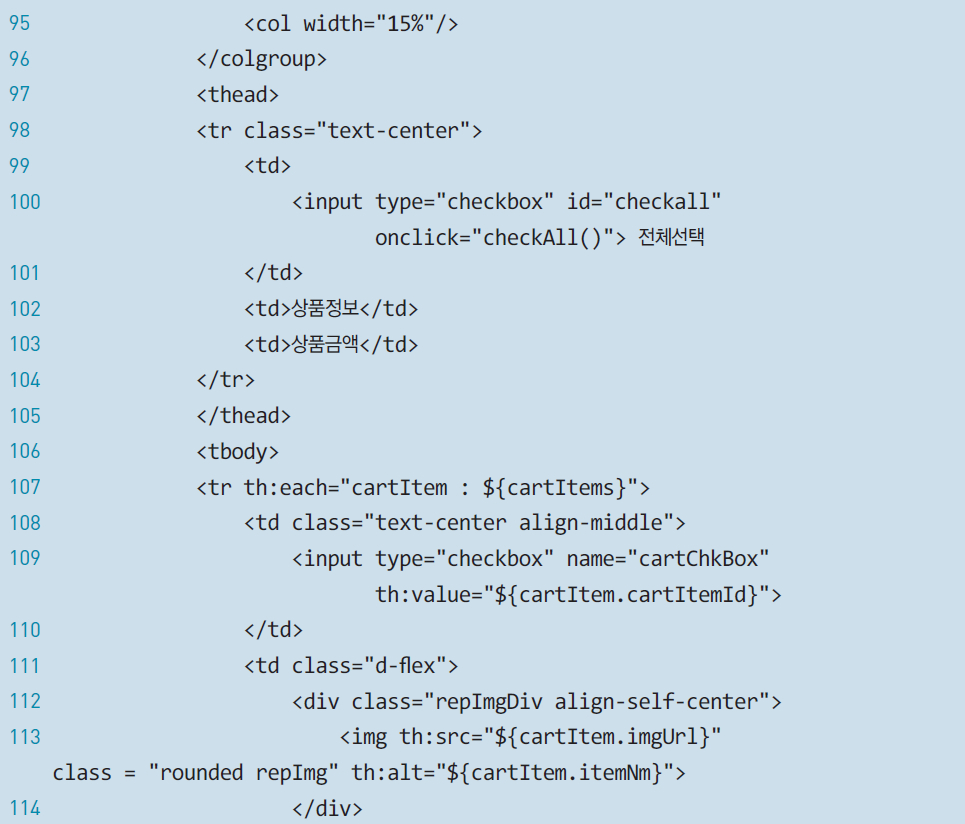 95 <col width="15%"/>
96 </colgroup>
97 <thead>
98 <tr class="text-center">
99 <td>
100 <input type="checkbox" id="checkall"
onclick="checkAll()"> 전체선택
101 </td>
102 <td>상품정보</td>
103 <td>상품금액</td>
104 </tr>
105 </thead>
106 <tbody>
107 <tr th:each="cartItem : ${cartItems}">
108 <td class="text-center align-middle">
109 <input type="checkbox" name="cartChkBox"
th:value="${cartItem.cartItemId}">
110 </td>
111 <td class="d-flex">
112 <div class="repImgDiv align-self-center">
113 <img th:src="${cartItem.imgUrl}"
class = "rounded repImg" th:alt="${cartItem.itemNm}">
114 </div>